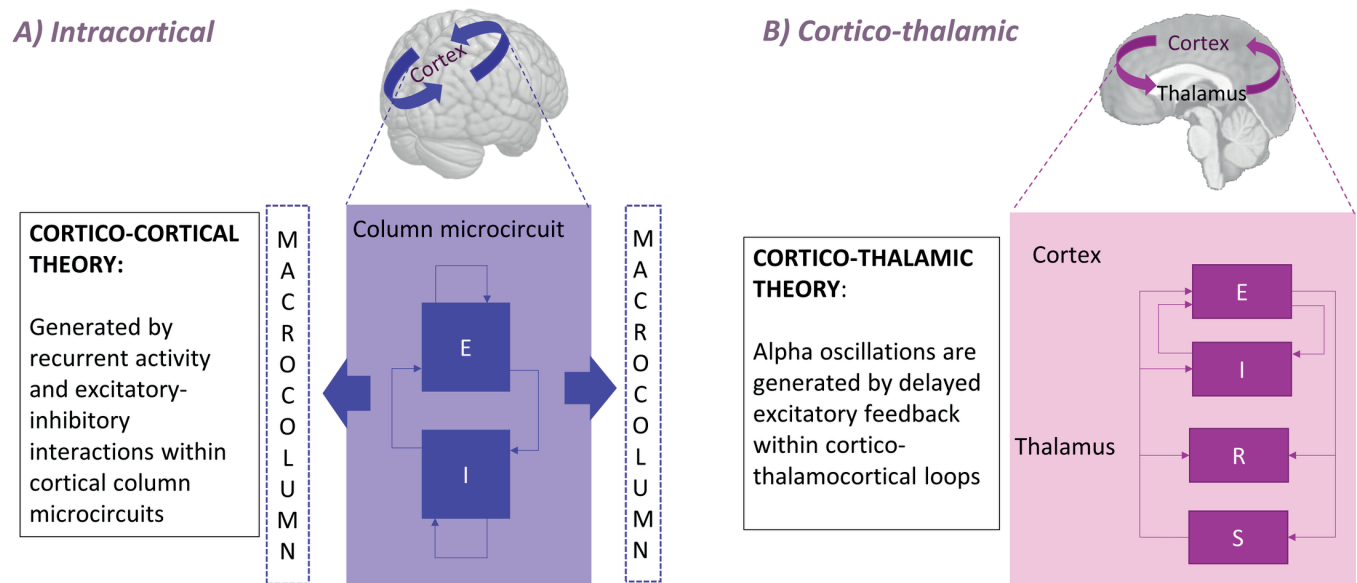 A) Intracortical
Cortex
CORTICO-CORTICAL
THEORY:
Generated by
recurrent activity
and excitatory-
inhibitory
interactions within
cortical column
microcircuits
MACROCOLUMN
Column microcircuit
E
I
MACROCOLUMN
B) Cortico-thalamic
Cortex
Thalamus
CORTICO-THALAMIC
THEORY:
Alpha oscillations are
generated by delayed
excitatory feedback
within cortico-
thalamocortical loops
Cortex
E
I
Thalamus
R
S